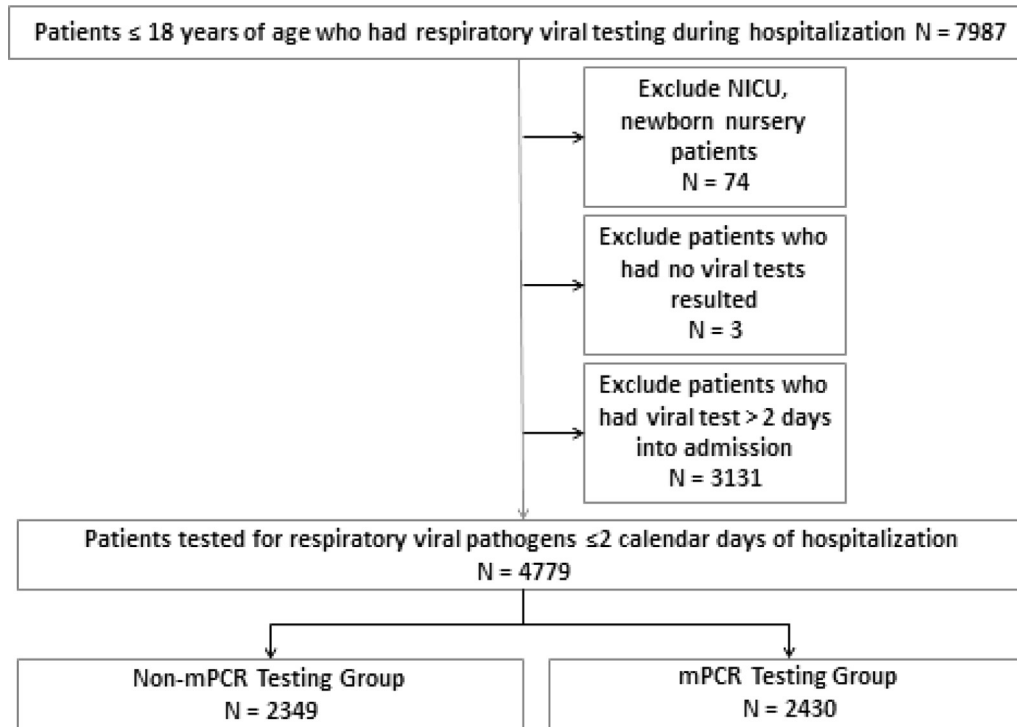 Patients ≤ 18 years of age who had respiratory viral testing during hospitalization N = 7987
Exclude NICU,
newborn nursery
patients
N = 74
Exclude patients who
had no viral tests
resulted
N = 3
Exclude patients who
had viral test > 2 days
into admission
N = 3131
Patients tested for respiratory viral pathogens ≤2 calendar days of hospitalization
N = 4779
Non-mPCR Testing Group
N = 2349
mPCR Testing Group
N = 2430